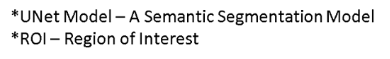 *UNet Model – A Semantic Segmentation Model
*ROI – Region of Interest